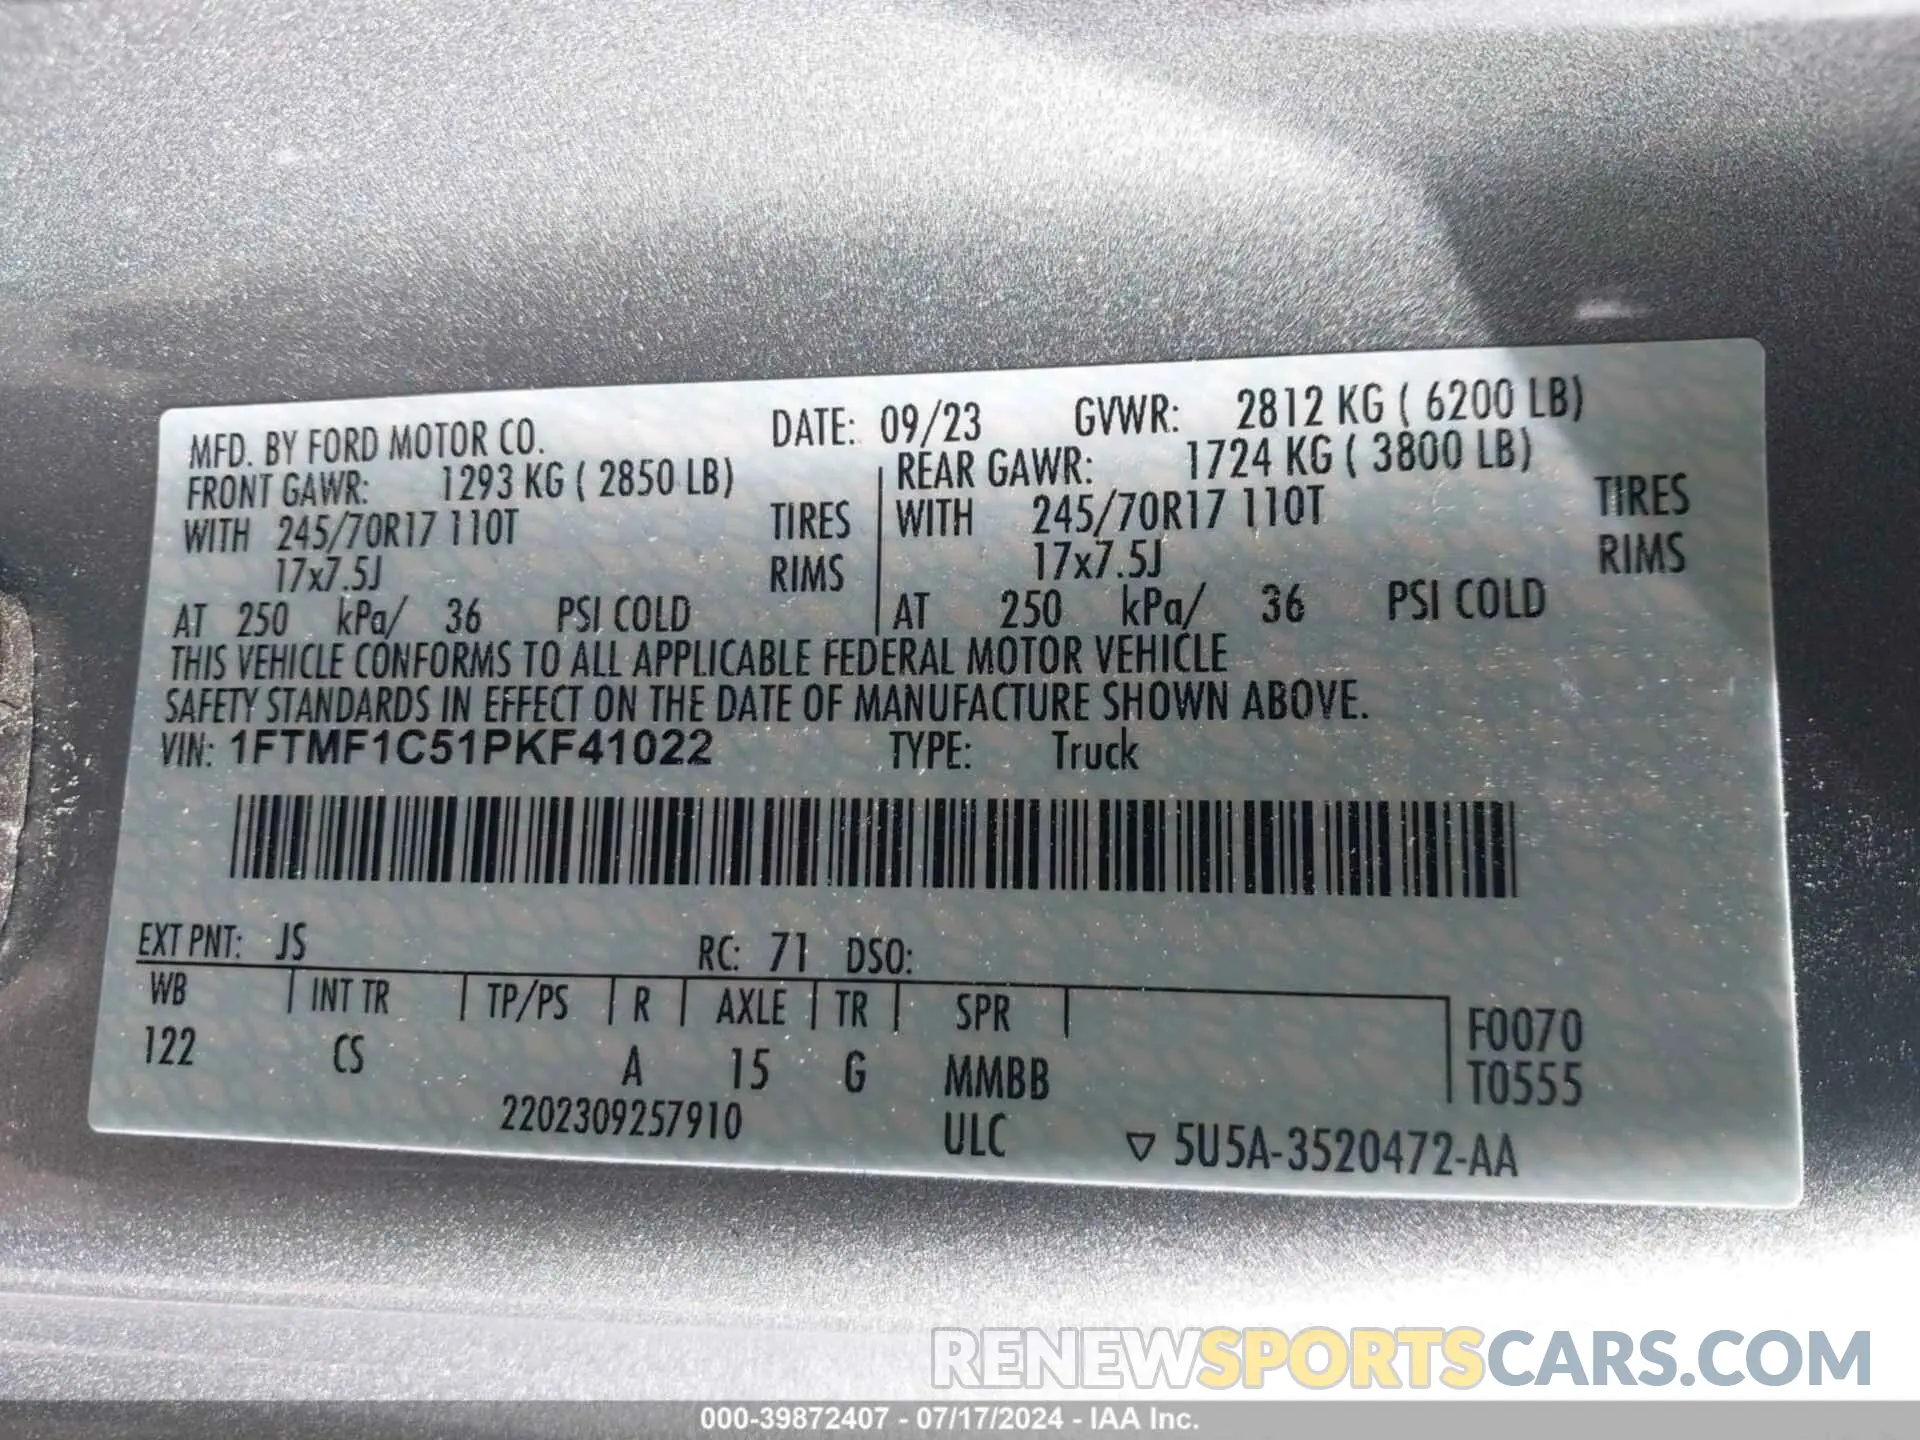 MFD. BY FORD MOTOR CO. DATE: 09/23 GVWR: 2812 KG ( 6200 LB)
FRONT GAWR: 1293 KG ( 2850 LB) REAR GAWR: 1724 KG ( 3800 LB)
WITH 245/70R17 110T TIRES WITH 245/70R17 110T TIRES
17x7.5J RIMS 17x7.5J RIMS
AT 250 kPa/ 36 PSI COLD AT 250 kPa/ 36 PSI COLD
THIS VEHICLE CONFORMS TO ALL APPLICABLE FEDERAL MOTOR VEHICLE
SAFETY STANDARDS IN EFFECT ON THE DATE OF MANUFACTURE SHOWN ABOVE.
VIN: 1FTMF1C51PKF41022 TYPE: Truck
EXT PNT: JS RC: 71 DSO:
WB INT TR TP/PS R AXLE TR SPR F0070
122 CS A 15 G MMBB T0555
2202309257910 ULC ▽ 5U5A-3520472-AA
RENEWSPORTSCARS.COM
000-39872407 - 07/17/2024 - IAA Inc.